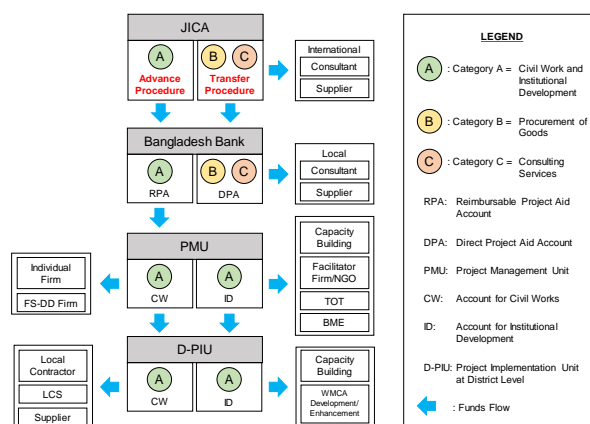 JICA
A
B
C
Advance
Procedure
Transfer
Procedure
International
Consultant
Supplier
Bangladesh Bank
A
B
C
RPA
DPA
Local
Consultant
Supplier
PMU
A
A
CW
ID
Individual
Firm
FS-DD Firm
Capacity
Building
Facilitator
Firm/NGO
TOT
BME
D-PIU
A
A
CW
ID
Local
Contractor
LCS
Supplier
Capacity
Building
WMCA
Development/
Enhancement
LEGEND
A : Category A = Civil Work and
Institutional
Development
B : Category B = Procurement of
Goods
C : Category C = Consulting
Services
RPA: Reimbursable Project Aid
Account
DPA: Direct Project Aid Account
PMU: Project Management Unit
CW: Account for Civil Works
ID: Account for Institutional
Development
D-PIU: Project Implementation Unit
at District Level
: Funds Flow